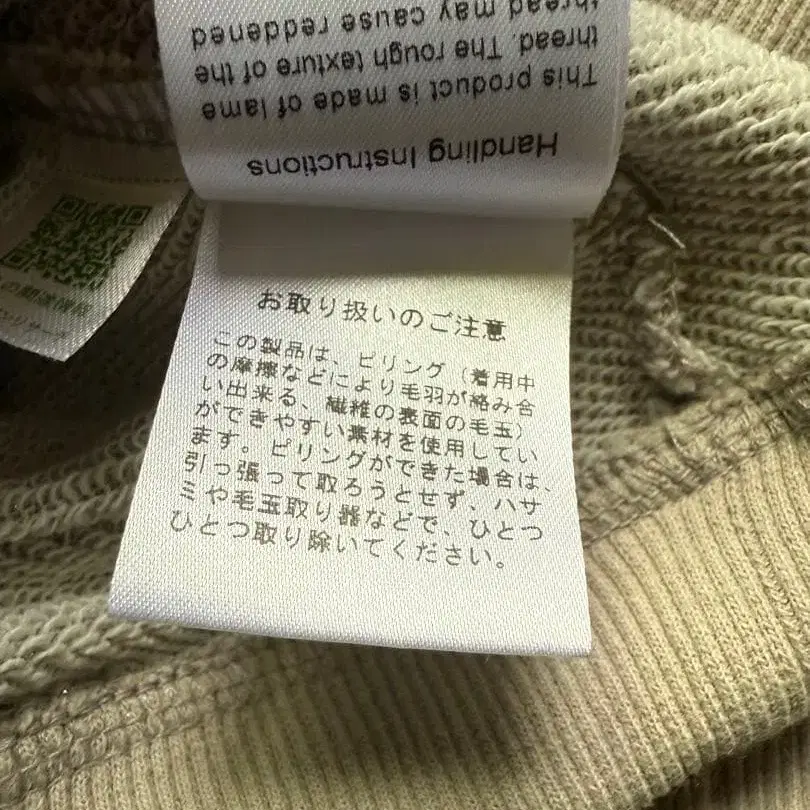 Handling Instructions
This product is made of lame
thread. The rough texture of the
thread may cause reddened
お取り扱いのご注意
この製品は、ピリング（着用中
の摩擦などにより毛羽が絡み合
い出来る、繊維の表面の毛玉）
ができやすい素材を使用してい
ます。ピリングができた場合は、
引っ張って取ろうとせず、ハサ
ミや毛玉取り器などで、ひとつ
ひとつ取り除いてください。